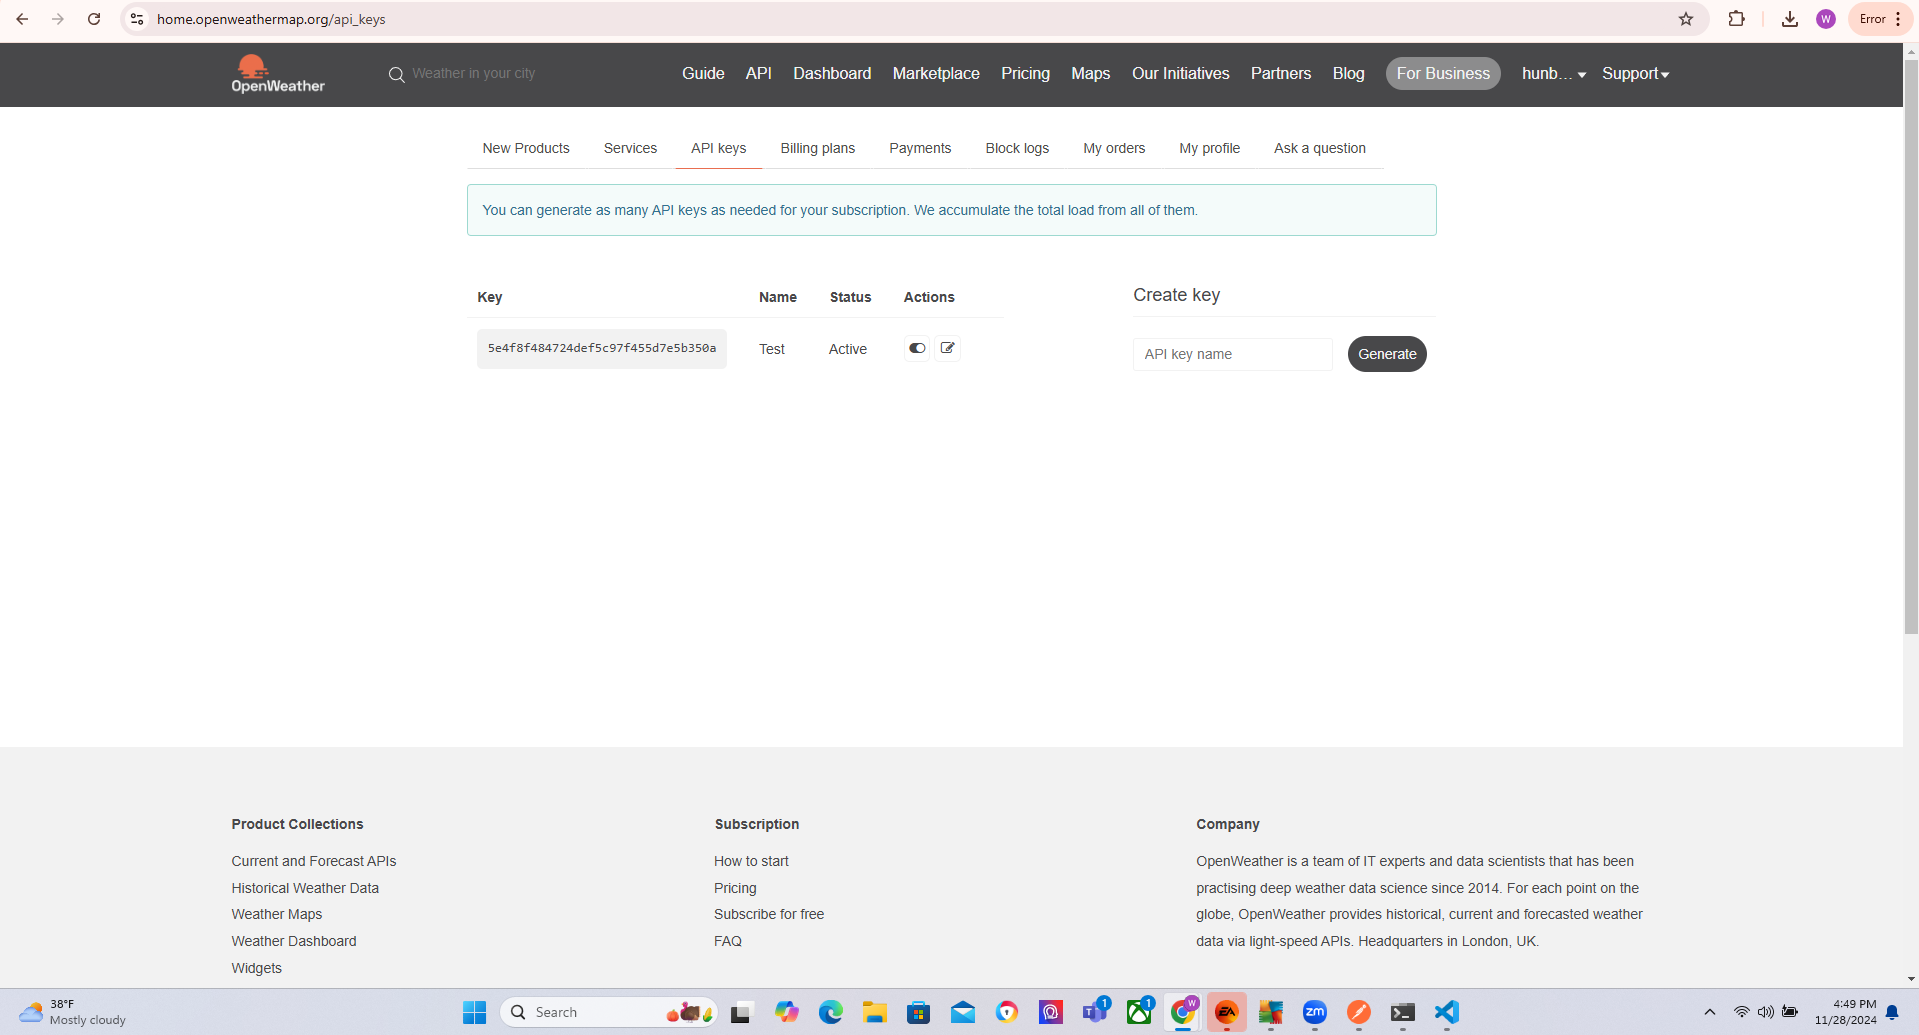 home.openweathermap.org/api_keys
W
Error
OpenWeather
Weather in your city
Guide API Dashboard Marketplace Pricing Maps Our Initiatives Partners Blog For Business hunb... Support
New Products Services API keys Billing plans Payments Block logs My orders My profile Ask a question
You can generate as many API keys as needed for your subscription. We accumulate the total load from all of them.
Key Name Status Actions
5e4f8f484724def5c97f455d7e5b350a Test Active
Create key
API key name Generate
Product Collections
Current and Forecast APIs
Historical Weather Data
Weather Maps
Weather Dashboard
Widgets
Subscription
How to start
Pricing
Subscribe for free
FAQ
Company
OpenWeather is a team of IT experts and data scientists that has been
practising deep weather data science since 2014. For each point on the
globe, OpenWeather provides historical, current and forecasted weather
data via light-speed APIs. Headquarters in London, UK.
38°F
Mostly cloudy
Search
1
1
W
EA
zm
4:49 PM
11/28/2024